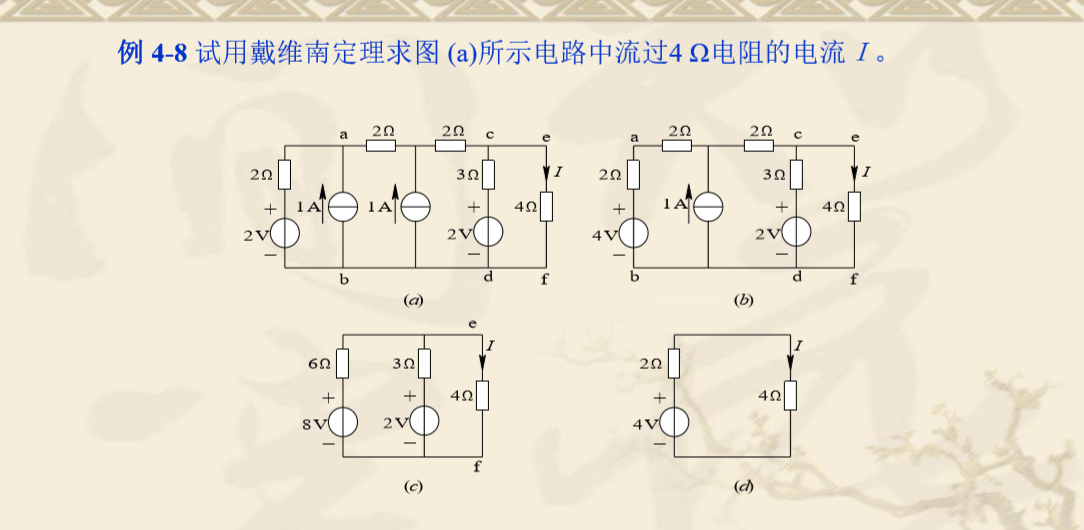 例 4-8 试用戴维南定理求图 (a)所示电路中流过4 Ω电阻的电流 I 。
a 2Ω 2Ω c e
2Ω 3Ω I
+ 1A 1A + 4Ω
2V 2V
− −
b d f
(a)
a 2Ω 2Ω c e
2Ω 3Ω I
+ 1A + 4Ω
4V 2V
− −
b d f
(b)
e
I
6Ω 3Ω
+ + 4Ω
8V 2V
− −
f
(c)
I
2Ω
+ 4Ω
4V
−
(d)